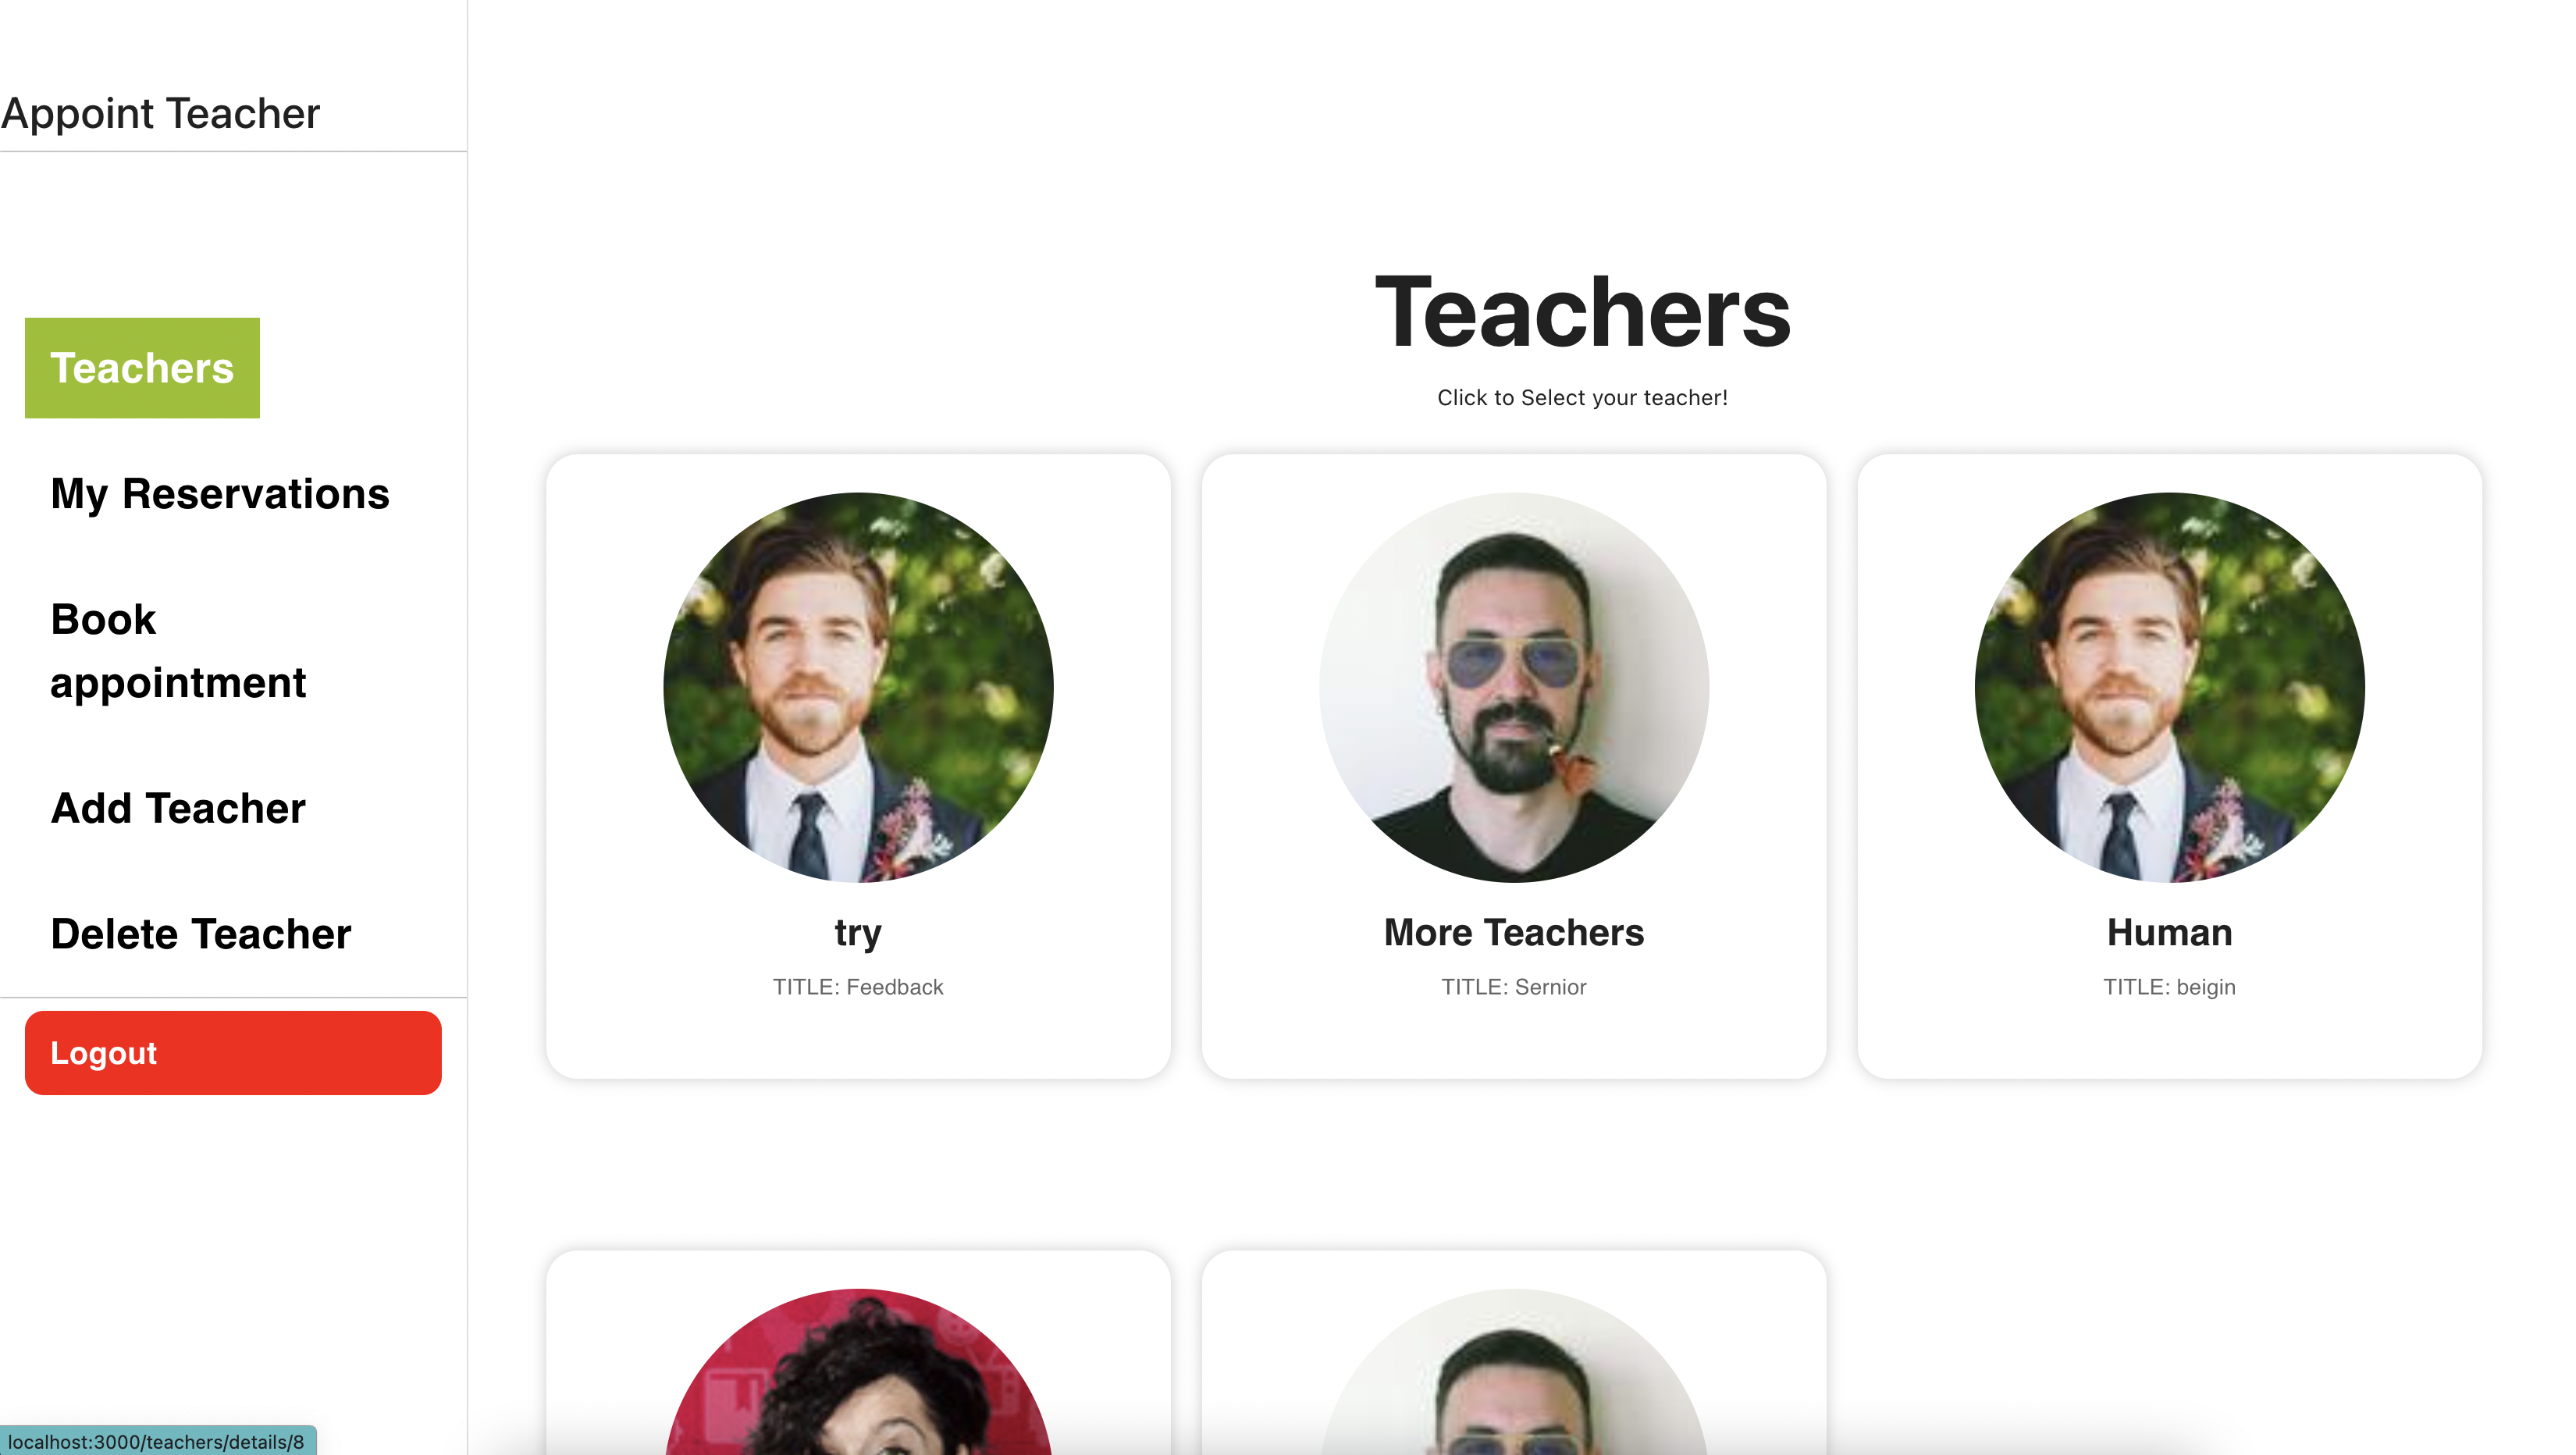 Appoint Teacher
Teachers
My Reservations
Book
appointment
Add Teacher
Delete Teacher
Logout
Teachers
Click to Select your teacher!
try
TITLE: Feedback
More Teachers
TITLE: Sernior
Human
TITLE: beigin
localhost:3000/teachers/details/8